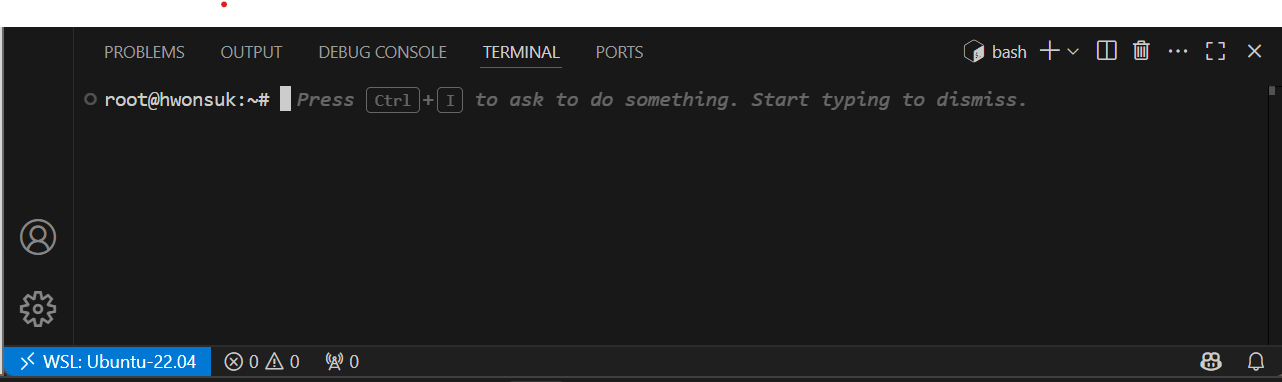 PROBLEMS OUTPUT DEBUG CONSOLE TERMINAL PORTS bash
root@hwonsuk:~# Press Ctrl+I to ask to do something. Start typing to dismiss.
WSL: Ubuntu-22.04 0 0 0